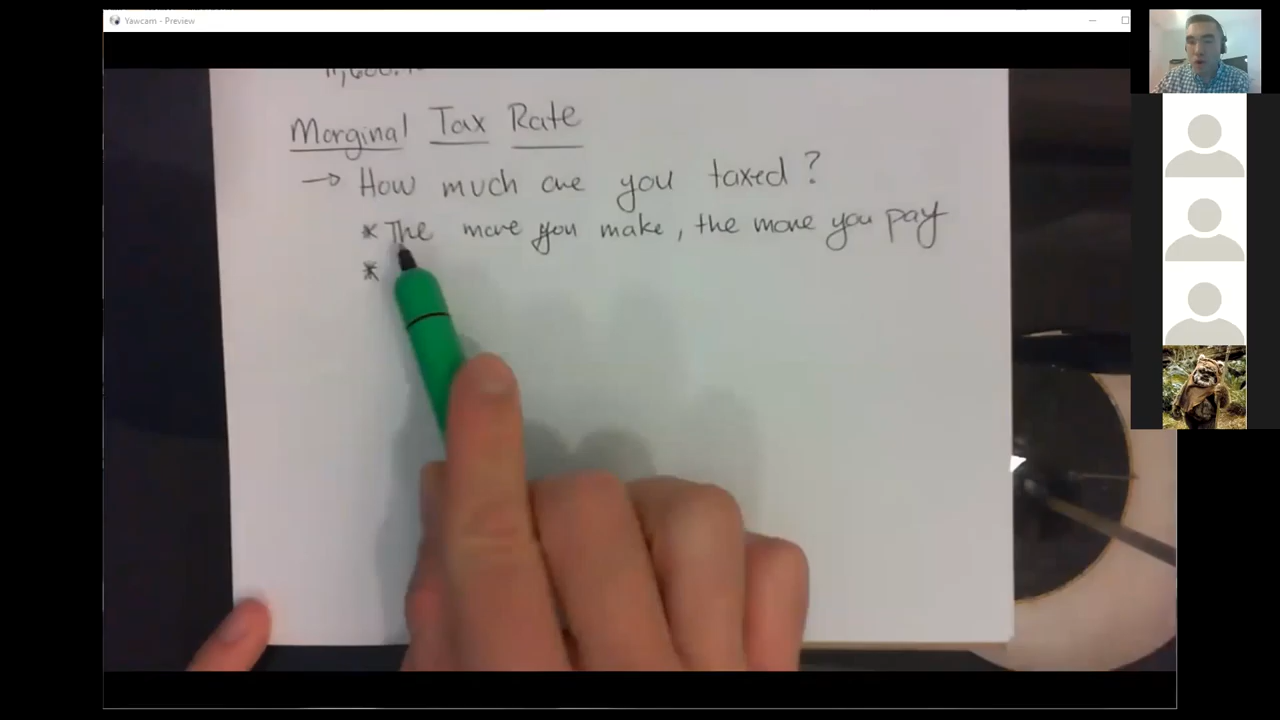 Yawcam - Preview
Marginal Tax Rate
→ How much are you taxed?
* The more you make, the more you pay
*